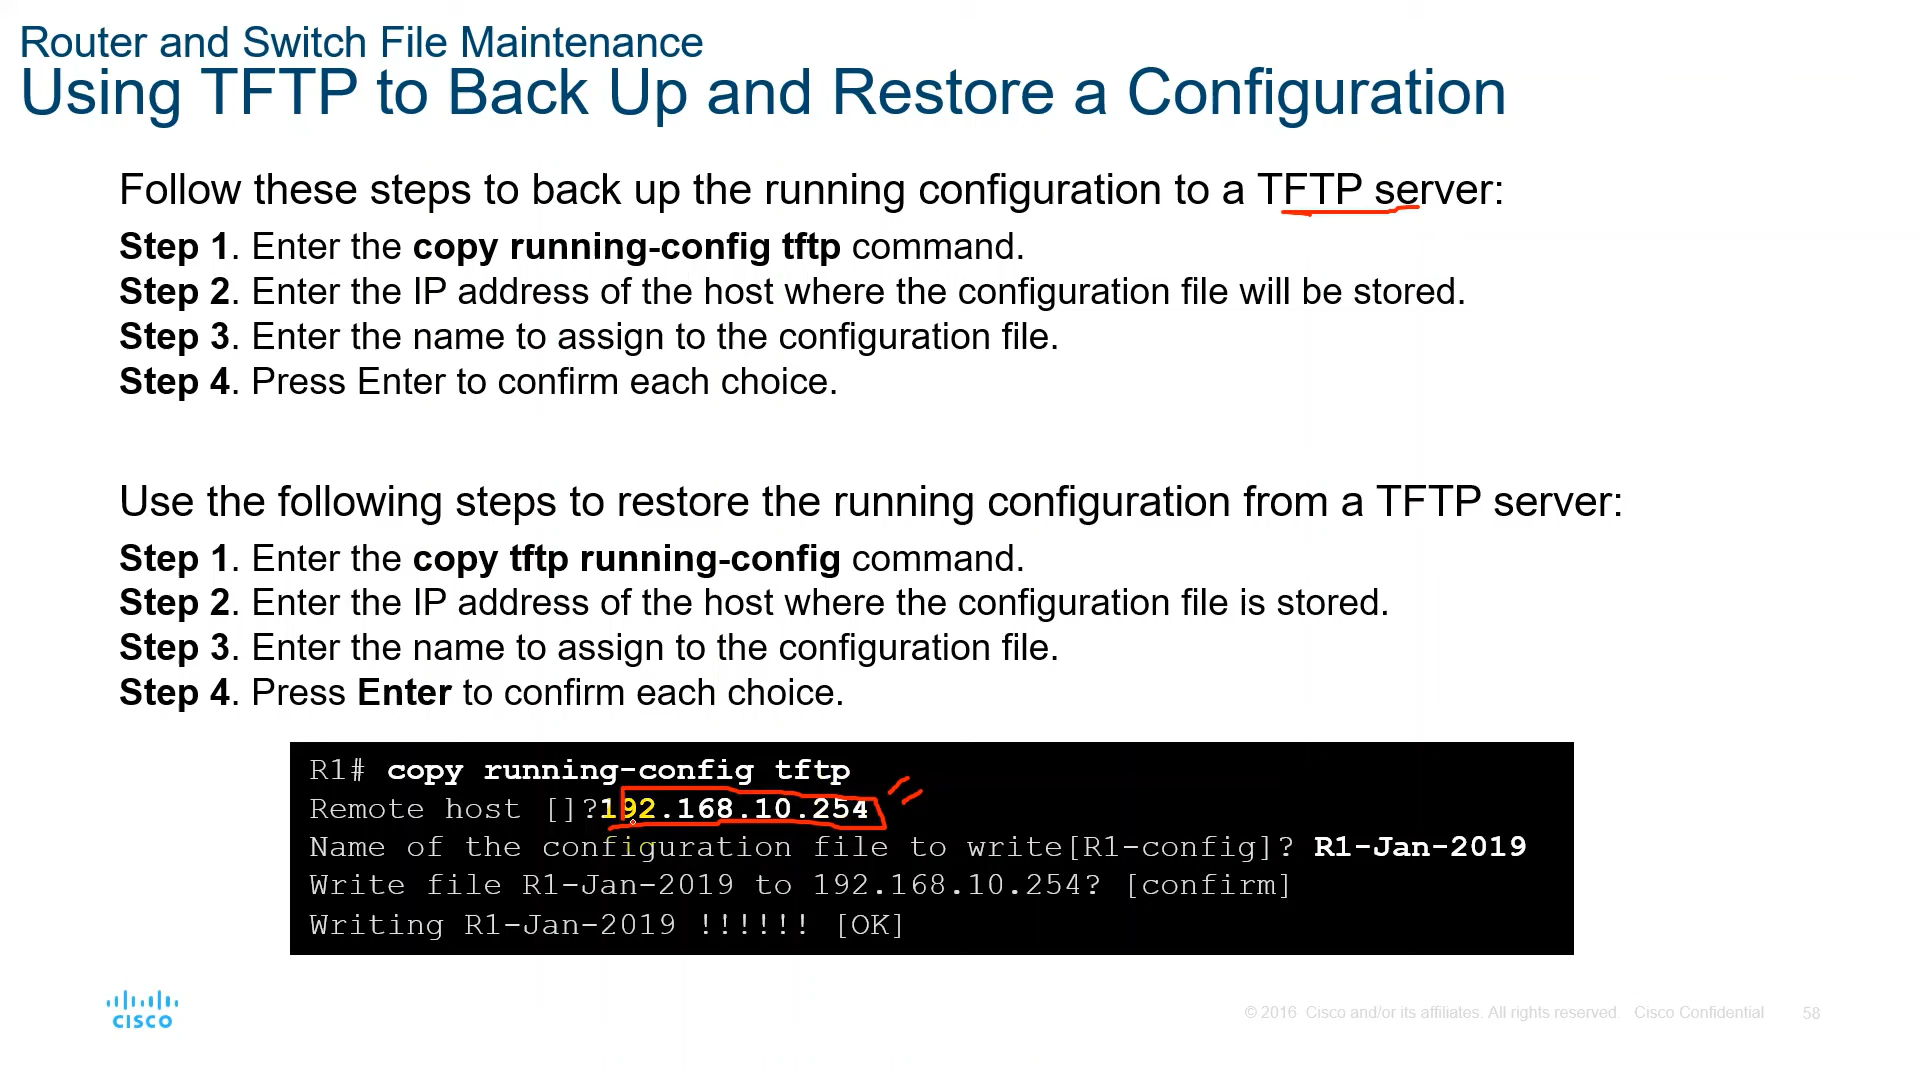 Router and Switch File Maintenance
Using TFTP to Back Up and Restore a Configuration
Follow these steps to back up the running configuration to a TFTP server:
Step 1. Enter the copy running-config tftp command.
Step 2. Enter the IP address of the host where the configuration file will be stored.
Step 3. Enter the name to assign to the configuration file.
Step 4. Press Enter to confirm each choice.
Use the following steps to restore the running configuration from a TFTP server:
Step 1. Enter the copy tftp running-config command.
Step 2. Enter the IP address of the host where the configuration file is stored.
Step 3. Enter the name to assign to the configuration file.
Step 4. Press Enter to confirm each choice.
R1# copy running-config tftp
Remote host []?192.168.10.254
Name of the configuration file to write[R1-config]? R1-Jan-2019
Write file R1-Jan-2019 to 192.168.10.254? [confirm]
Writing R1-Jan-2019 !!!!!! [OK]
CISCO
© 2016 Cisco and/or its affiliates. All rights reserved. Cisco Confidential 58